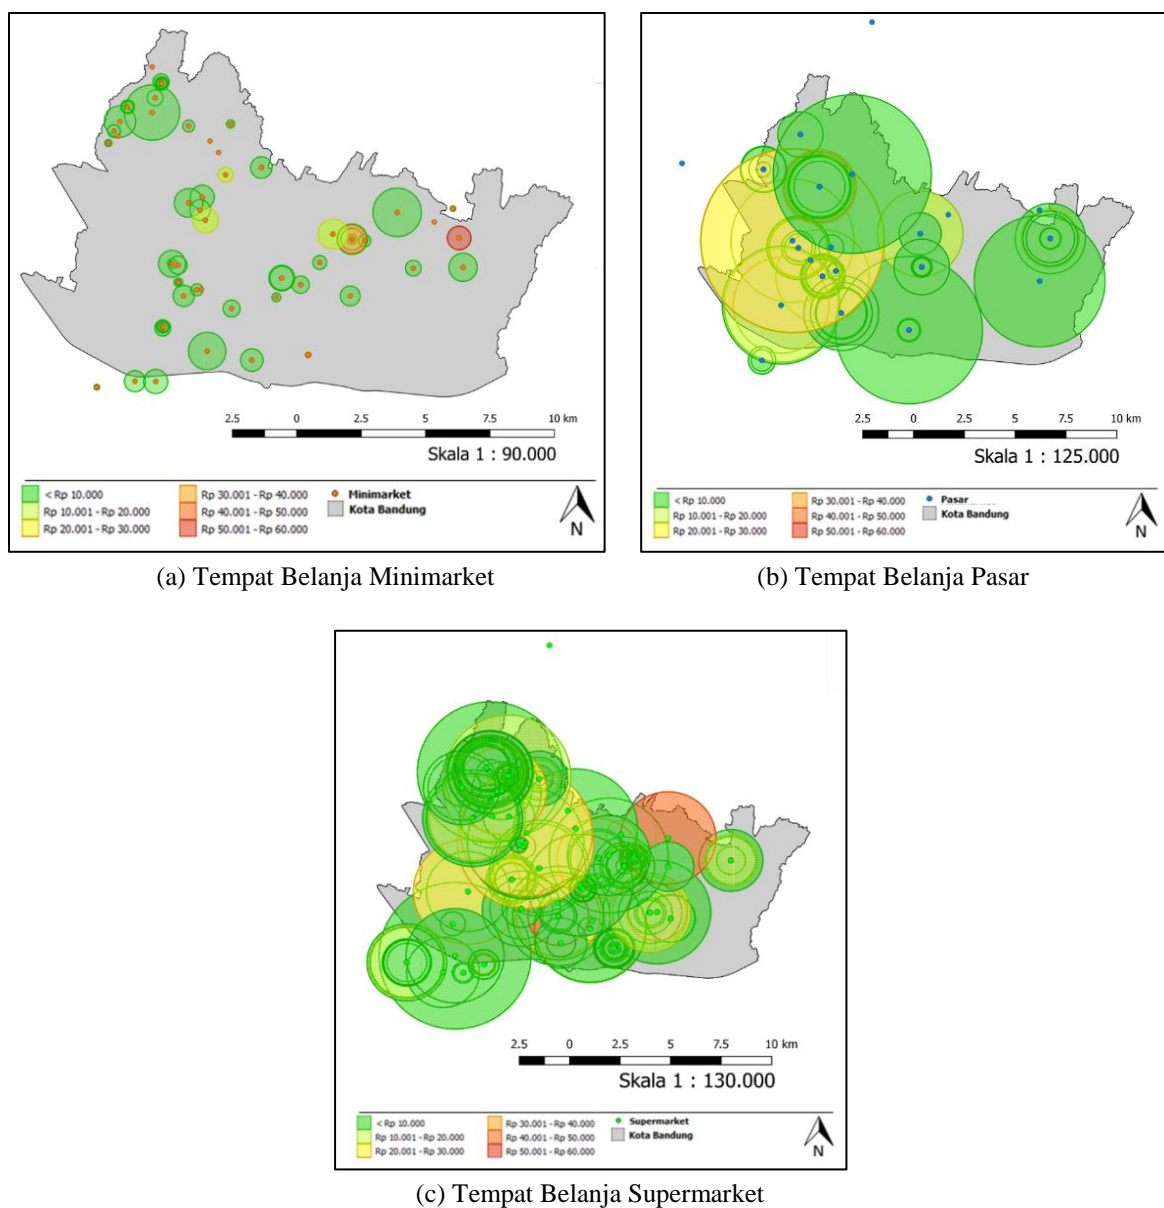 2.5 0 2.5 5 7.5 10 km
Skala 1 : 90.000
< Rp 10.000 Rp 30.001 - Rp 40.000 Minimarket
Rp 10.001 - Rp 20.000 Rp 40.001 - Rp 50.000 Kota Bandung
Rp 20.001 - Rp 30.000 Rp 50.001 - Rp 60.000
N
(a) Tempat Belanja Minimarket
2.5 0 2.5 5 7.5 10 km
Skala 1 : 125.000
< Rp 10.000 Rp 30.001 - Rp 40.000 Pasar
Rp 10.001 - Rp 20.000 Rp 40.001 - Rp 50.000 Kota Bandung
Rp 20.001 - Rp 30.000 Rp 50.001 - Rp 60.000
N
(b) Tempat Belanja Pasar
2.5 0 2.5 5 7.5 10 km
Skala 1 : 130.000
< Rp 10.000 Rp 30.001 - Rp 40.000 Supermarket
Rp 10.001 - Rp 20.000 Rp 40.001 - Rp 50.000 Kota Bandung
Rp 20.001 - Rp 30.000 Rp 50.001 - Rp 60.000
N
(c) Tempat Belanja Supermarket